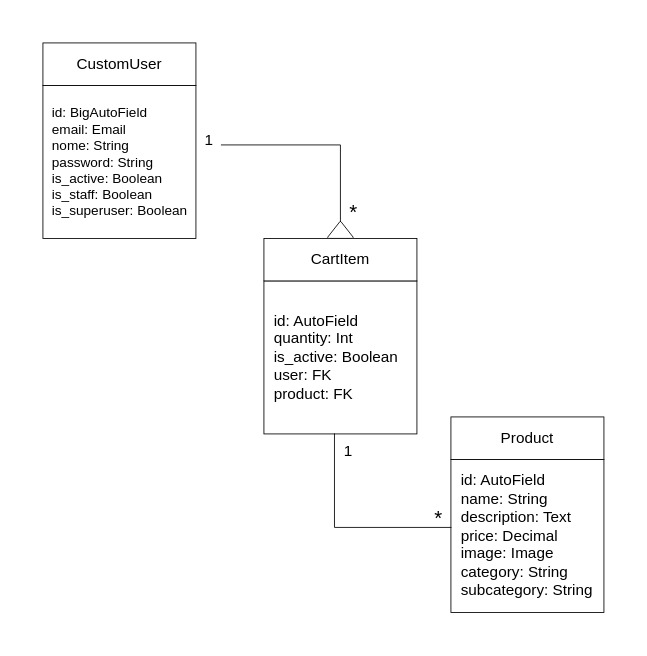 CustomUser
id: BigAutoField
email: Email
nome: String
password: String
is_active: Boolean
is_staff: Boolean
is_superuser: Boolean
1
*
CartItem
id: AutoField
quantity: Int
is_active: Boolean
user: FK
product: FK
1
*
Product
id: AutoField
name: String
description: Text
price: Decimal
image: Image
category: String
subcategory: String